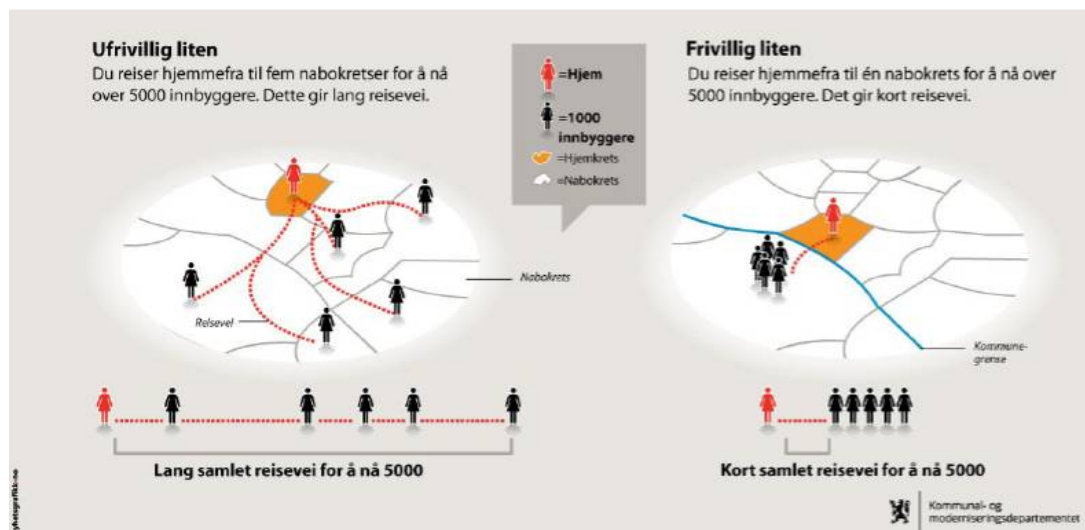 Ufrivillig liten
Du reiser hjemmefra til fem nabokretser for å nå
over 5000 innbyggere. Dette gir lang reisevei.
=Hjem
=1000
innbyggere
=Hjemkrets
=Nabokrets
Frivillig liten
Du reiser hjemmefra til én nabokrets for å nå over
5000 innbyggere. Det gir kort reisevei.
Nabokrets
Reisevei
Kommune-
grense
Lang samlet reisevei for å nå 5000
Kort samlet reisevei for å nå 5000
Kommunal- og
moderniseringsdepartementet